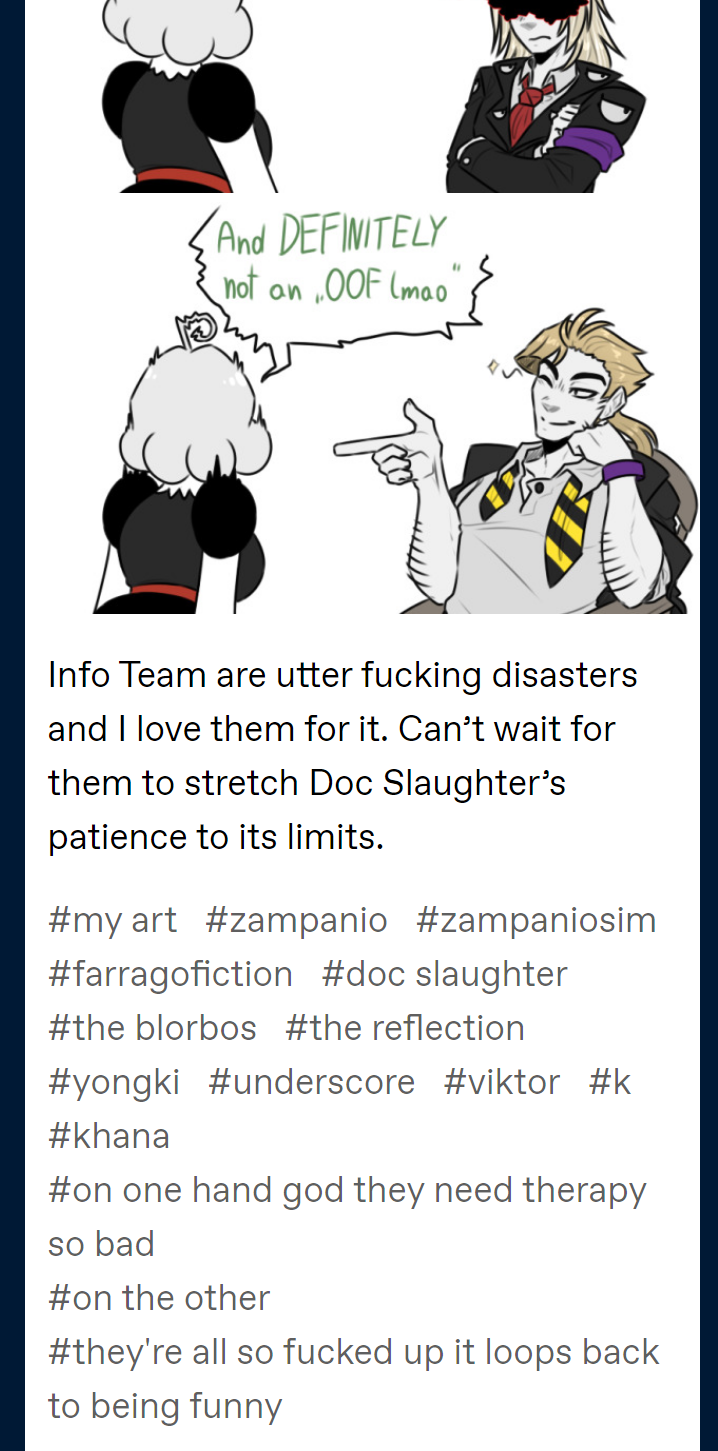 And DEFINITELY
not an „OOF lmao“
Info Team are utter fucking disasters
and I love them for it. Can’t wait for
them to stretch Doc Slaughter’s
patience to its limits.
#my art #zampanio #zampaniosim
#farragofiction #doc slaughter
#the blorbos #the reflection
#yongki #underscore #viktor #k
#khana
#on one hand god they need therapy
so bad
#on the other
#they're all so fucked up it loops back
to being funny